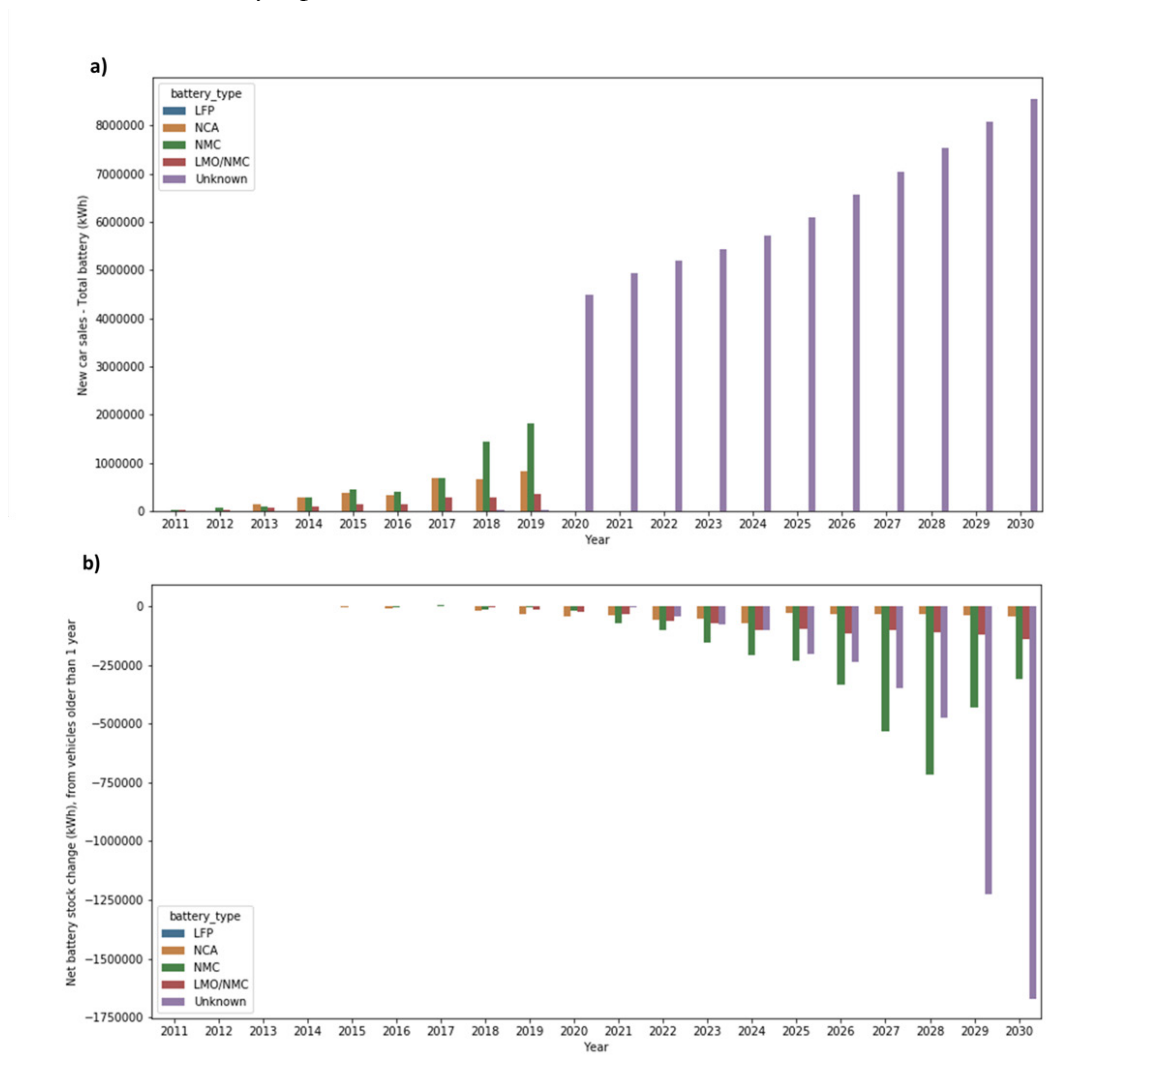 a)
battery_type
LFP
NCA
NMC
LMO/NMC
Unknown
New car sales - Total battery (kWh)
8000000
7000000
6000000
5000000
4000000
3000000
2000000
1000000
0
2011 2012 2013 2014 2015 2016 2017 2018 2019 2020 2021 2022 2023 2024 2025 2026 2027 2028 2029 2030
Year
b)
Net battery stock change (kWh), from vehicles older than 1 year
0
−250000
−500000
−750000
−1000000
−1250000
−1500000
−1750000
battery_type
LFP
NCA
NMC
LMO/NMC
Unknown
2011 2012 2013 2014 2015 2016 2017 2018 2019 2020 2021 2022 2023 2024 2025 2026 2027 2028 2029 2030
Year